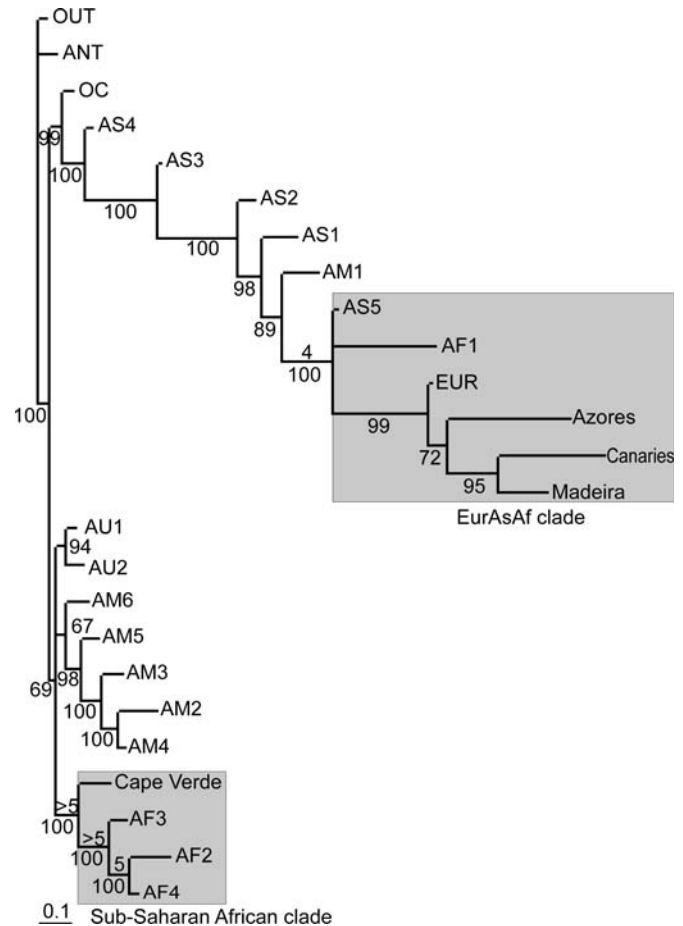 OUT
ANT
OC
99
AS4
100
AS3
100
AS2
100
AS1
98
AM1
89
AS5
4
100
AF1
EUR
99
Azores
72
Canaries
95
Madeira
EurAsAf clade
100
AU1
94
AU2
AM6
67
AM5
98
69
AM3
100
AM2
100
AM4
Cape Verde
>5
100
AF3
>5
100
AF2
5
100
AF4
0.1
Sub-Saharan African clade